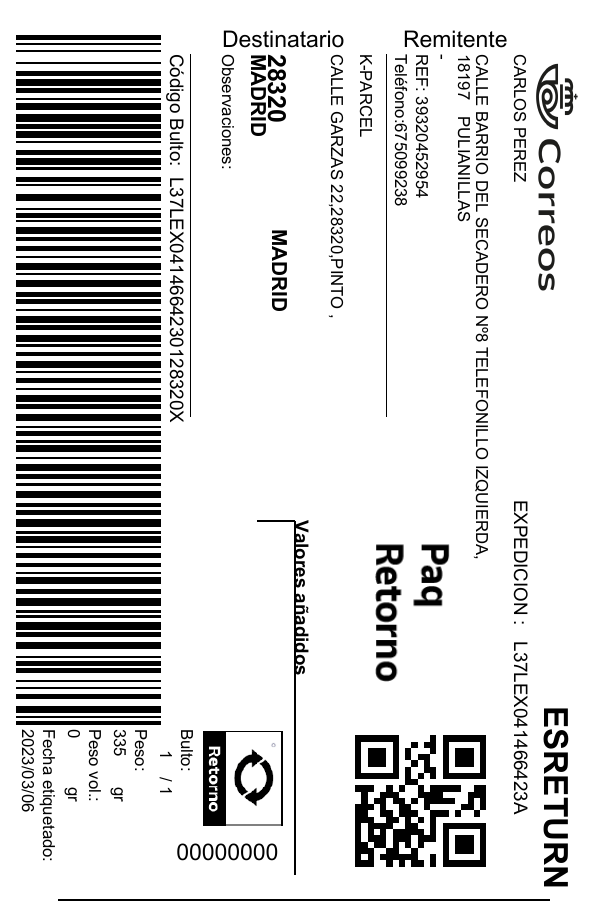 Correos
ESRETURN
CARLOS PEREZ
EXPEDICION : L37LEX041466423A
Remitente
CALLE BARRIO DEL SECADERO Nº8 TELEFONILLO IZQUIERDA,
18197 PULIANILLAS
-
REF: 39320452954
Teléfono:675099238
Paq
Retorno
Destinatario
K-PARCEL
CALLE GARZAS 22,28320,PINTO ,
28320 MADRID
MADRID
Observaciones:
Valores añadidos
Código Bulto: L37LEX0414664230128320X
Retorno
00000000
Bulto:
1 / 1
Peso:
335 gr
Peso vol.:
0 gr
Fecha etiquetado:
2023/03/06